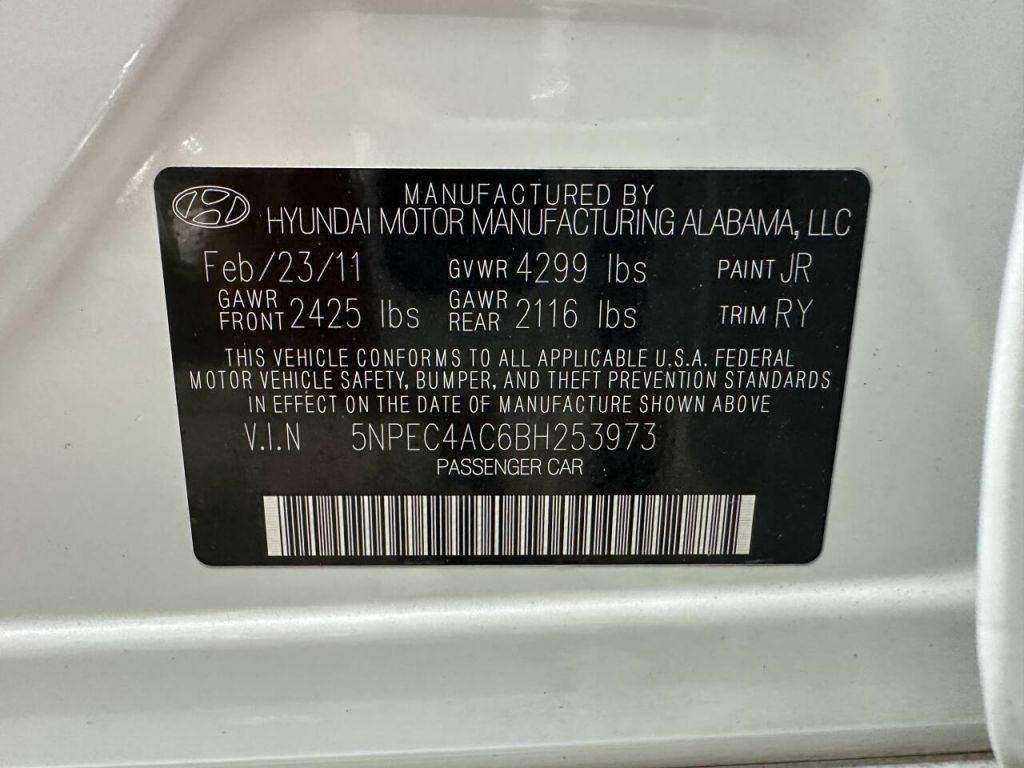 MANUFACTURED BY
HYUNDAI MOTOR MANUFACTURING ALABAMA, LLC
Feb/23/11 GVWR 4299 lbs PAINT JR
GAWR FRONT 2425 lbs GAWR REAR 2116 lbs TRIM RY
THIS VEHICLE CONFORMS TO ALL APPLICABLE U.S.A. FEDERAL
MOTOR VEHICLE SAFETY, BUMPER, AND THEFT PREVENTION STANDARDS
IN EFFECT ON THE DATE OF MANUFACTURE SHOWN ABOVE
V.I.N 5NPEC4AC6BH253973
PASSENGER CAR